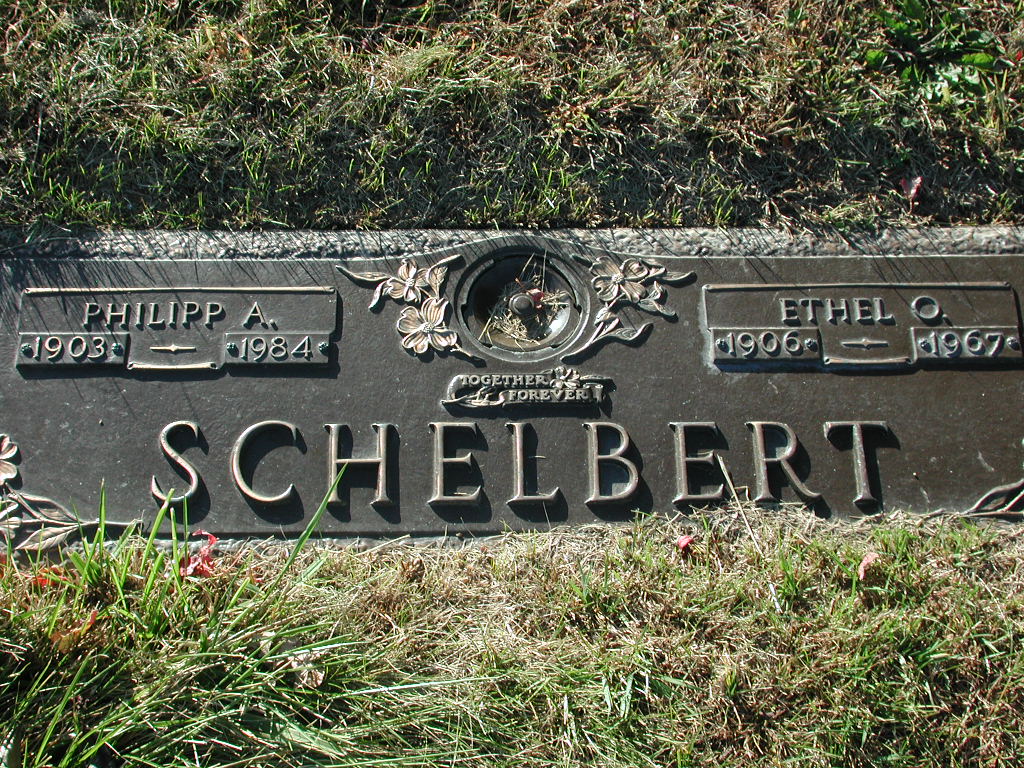 PHILIPP A.
1903 1984
ETHEL O.
1906 1967
TOGETHER
FOREVER
SCHELBERT